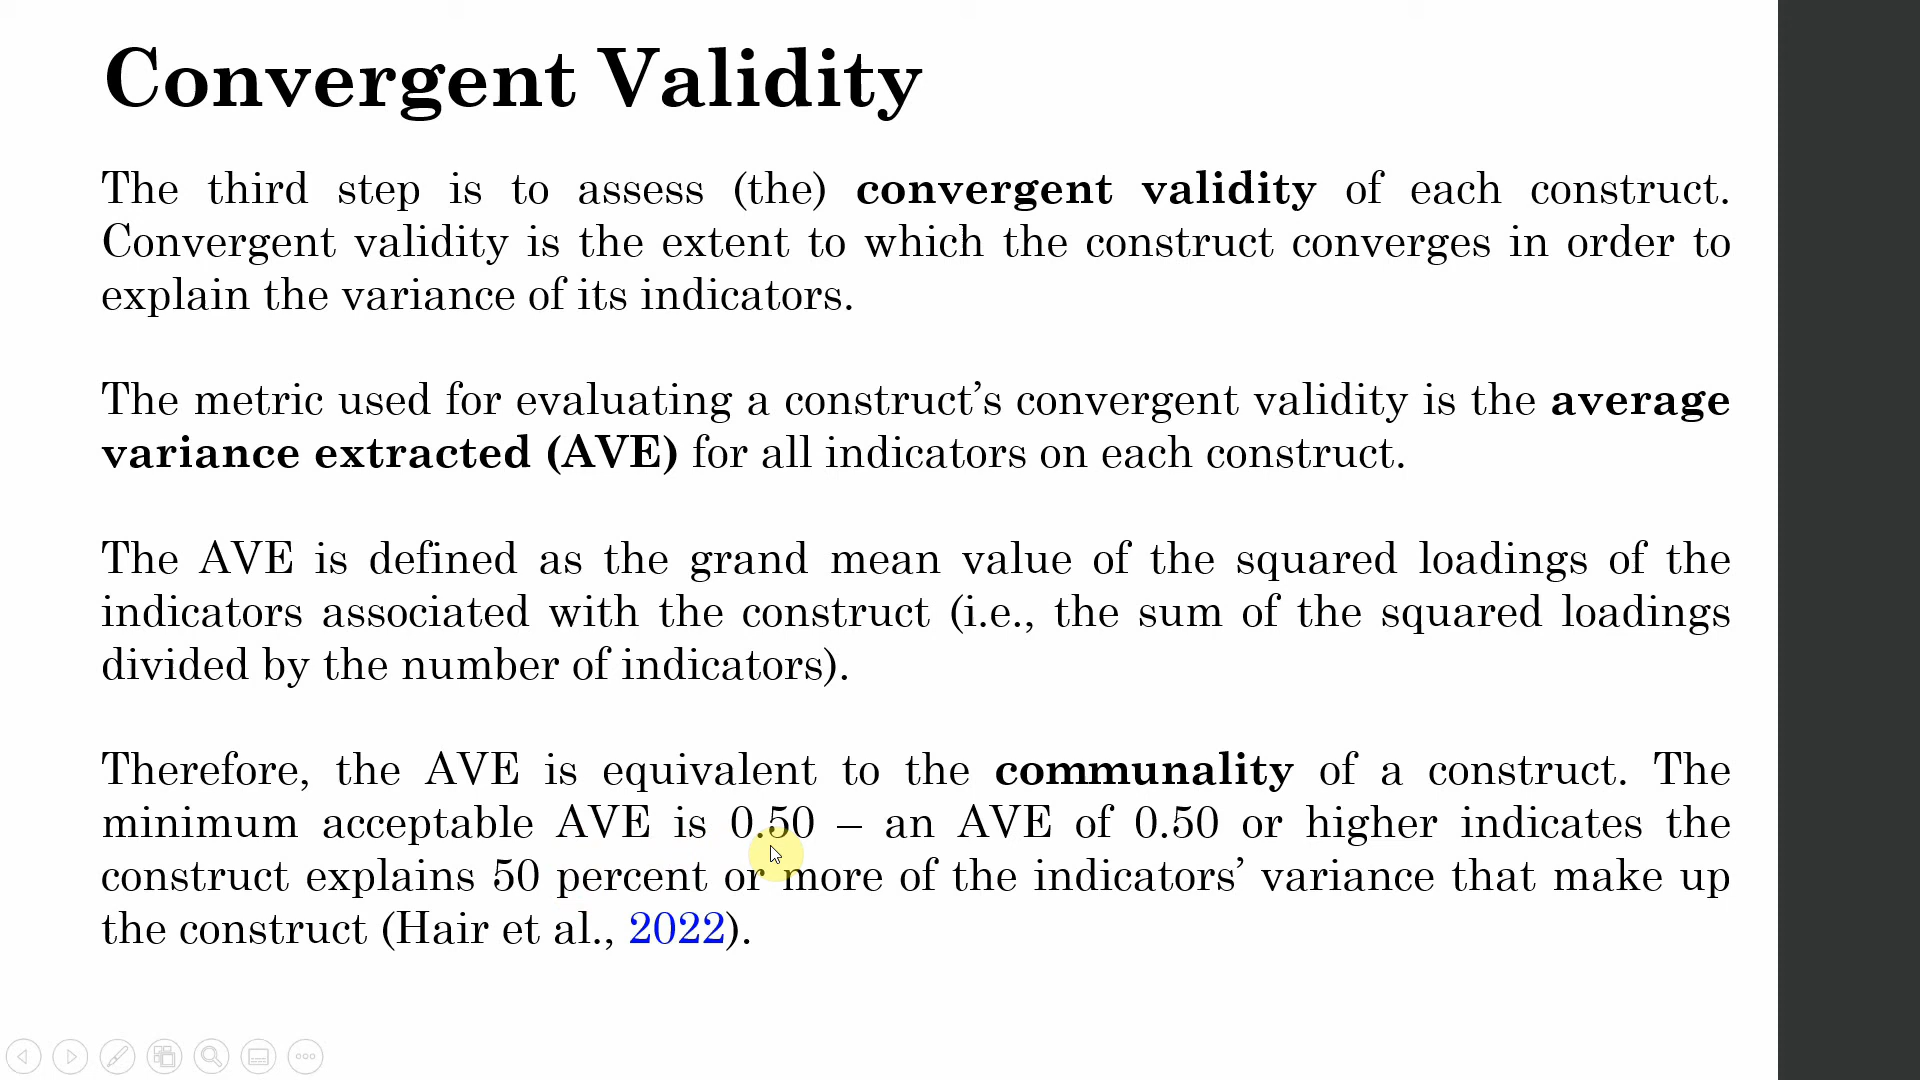 Convergent Validity
The third step is to assess (the) convergent validity of each construct.
Convergent validity is the extent to which the construct converges in order to
explain the variance of its indicators.
The metric used for evaluating a construct’s convergent validity is the average
variance extracted (AVE) for all indicators on each construct.
The AVE is defined as the grand mean value of the squared loadings of the
indicators associated with the construct (i.e., the sum of the squared loadings
divided by the number of indicators).
Therefore, the AVE is equivalent to the communality of a construct. The
minimum acceptable AVE is 0.50 – an AVE of 0.50 or higher indicates the
construct explains 50 percent or more of the indicators’ variance that make up
the construct (Hair et al., 2022).